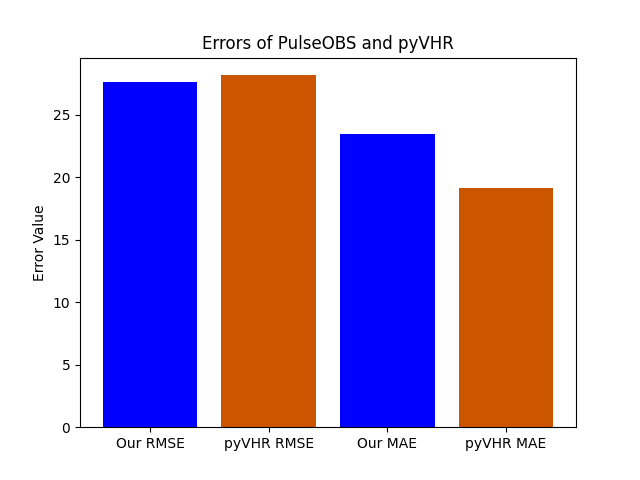 Errors of PulseOBS and pyVHR
Error Value
25
20
15
10
5
0
Our RMSE
pyVHR RMSE
Our MAE
pyVHR MAE